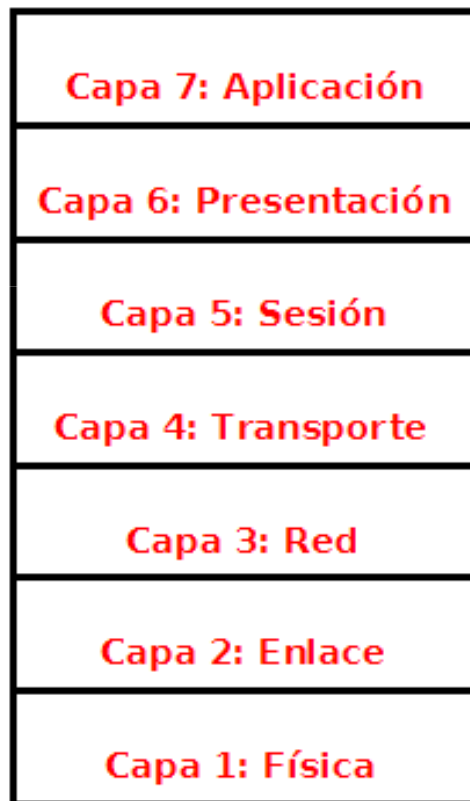 Capa 7: Aplicación
Capa 6: Presentación
Capa 5: Sesión
Capa 4: Transporte
Capa 3: Red
Capa 2: Enlace
Capa 1: Física